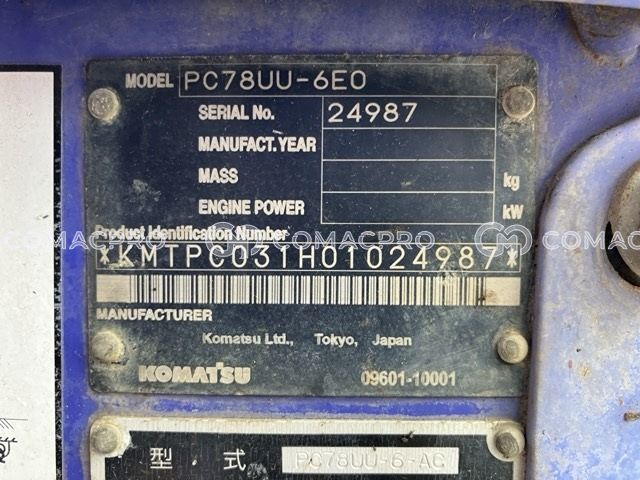 MODEL PC78UU-6E0
SERIAL No. 24987
MANUFACT.YEAR
MASS kg
ENGINE POWER kW
Product Identification Number
COMACPRO COMACPRO COMACPRO
*KMTPC031H01024987*
MANUFACTURER
Komatsu Ltd., Tokyo, Japan
KOMATSU 09601-10001
型式 PC78UU-6-AC